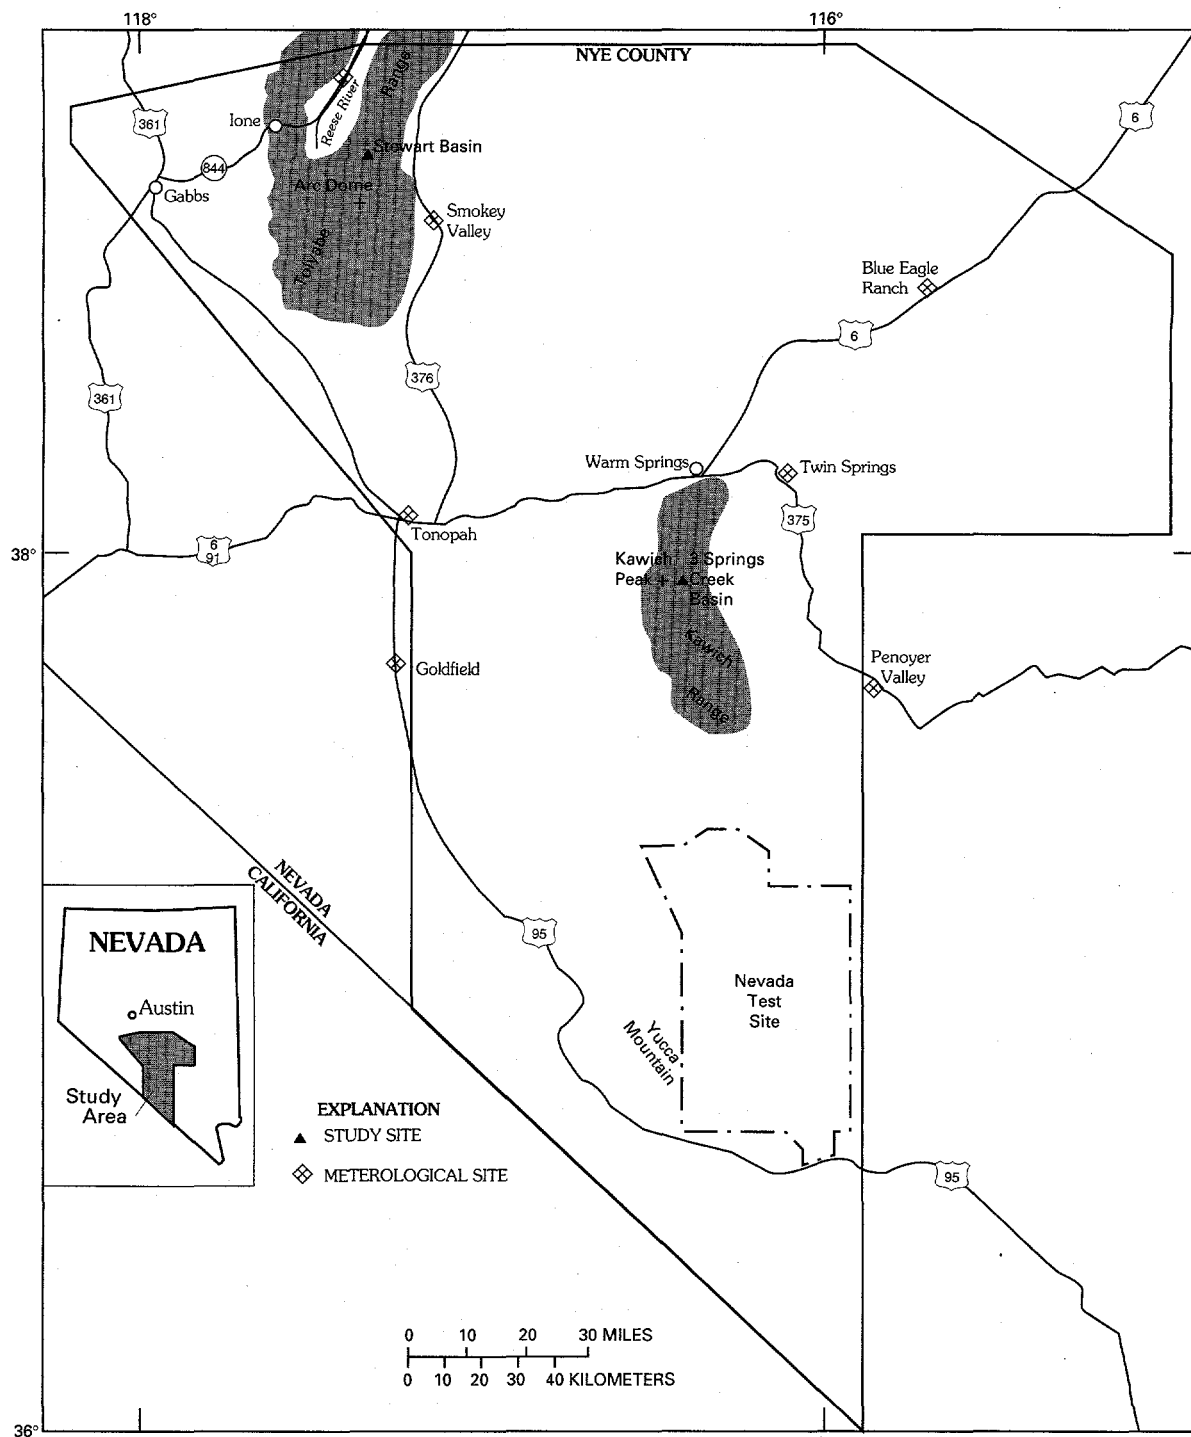 118°
116°
NYE COUNTY
Range
Reese River
361
Ione
6
844
Stewart Basin
Gabbs
Arc Dome
Smokey
Valley
Toiyabe
Blue Eagle
Ranch
6
376
361
Warm Springs
Twin Springs
375
Tonopah
38°
6
91
Kawich
Peak
3 Springs
Creek
Basin
Kawich
Range
Goldfield
Penoyer
Valley
NEVADA
CALIFORNIA
95
NEVADA
Austin
Study
Area
Nevada
Test
Site
Yucca
Mountain
EXPLANATION
STUDY SITE
METEROLOGICAL SITE
95
0 10 20 30 MILES
0 10 20 30 40 KILOMETERS
36°